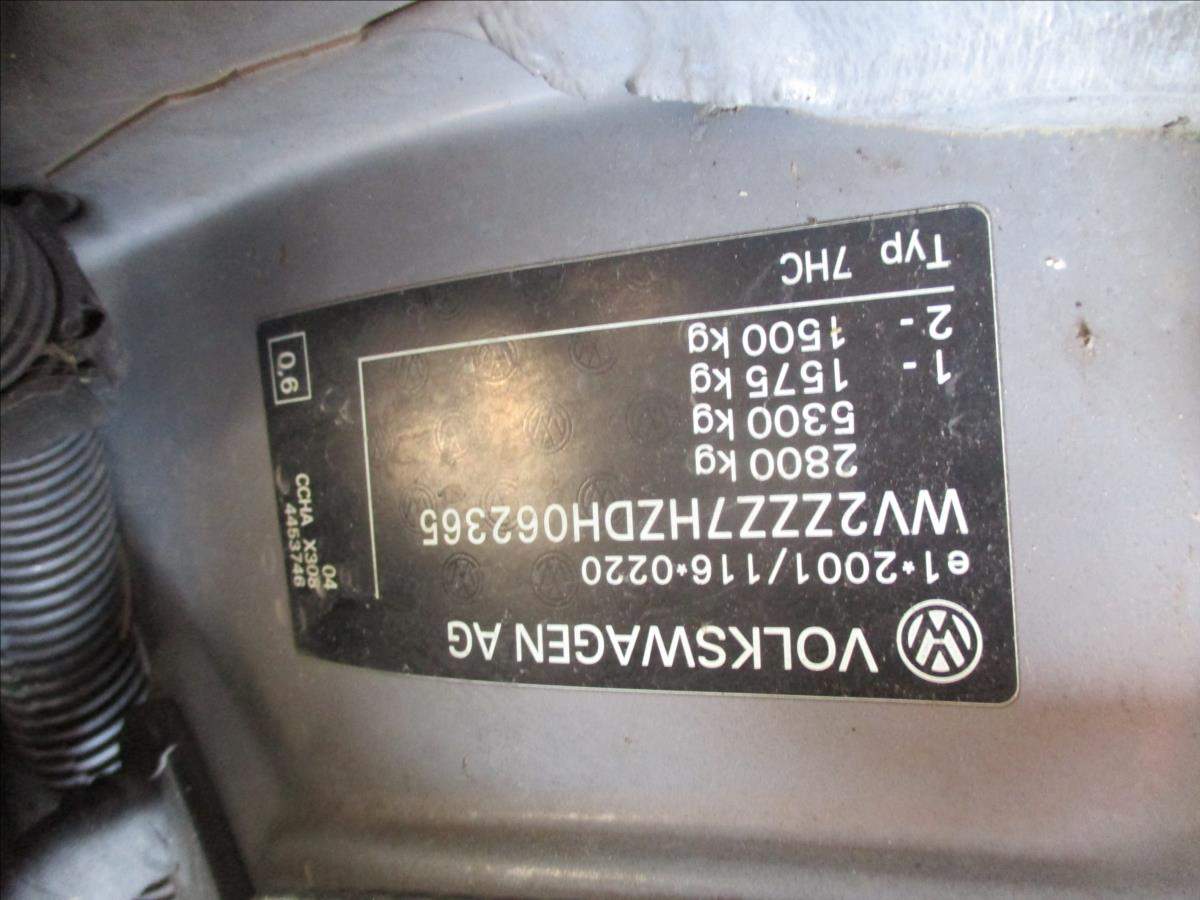 VOLKSWAGEN AG
e1*2001/116*0220
WV2ZZZ7HZDH062365
2800 kg
5300 kg
1- 1575 kg
2- 1500 kg
Typ 7HC
04
CCHA X308
4453746
0,6